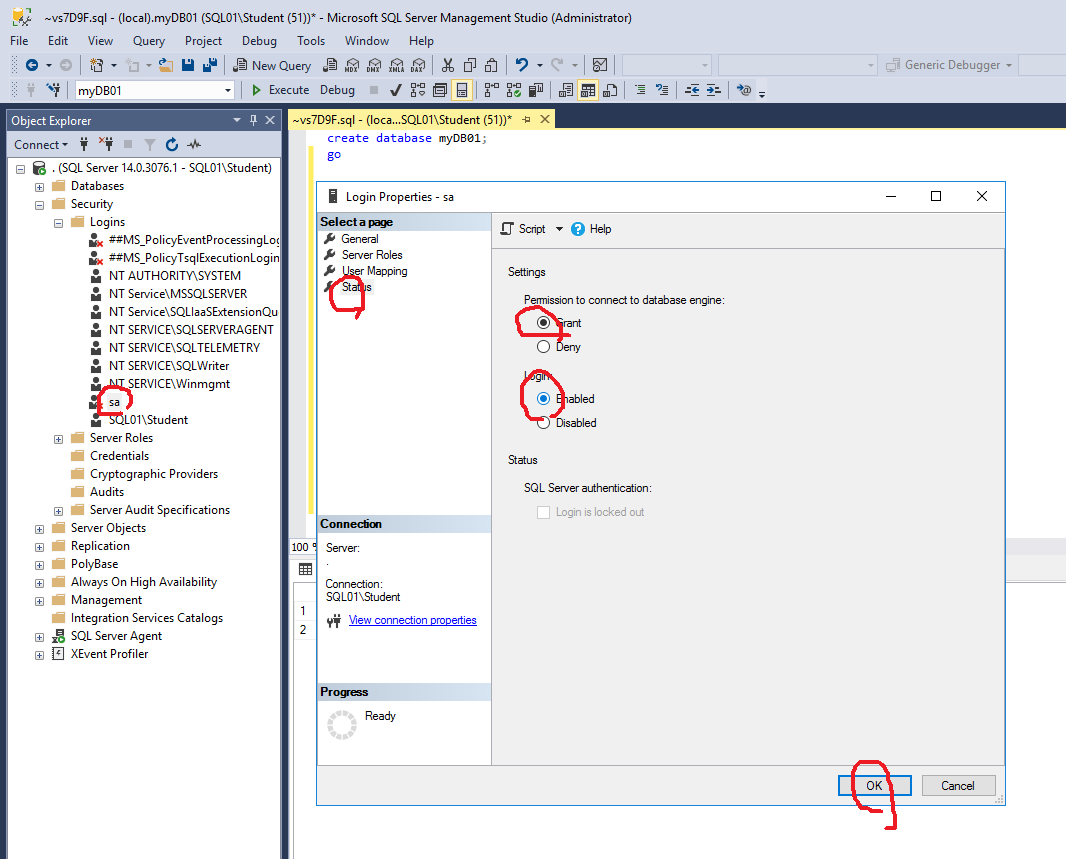 ~vs7D9F.sql - (local).myDB01 (SQL01\Student (51))* - Microsoft SQL Server Management Studio (Administrator)
File Edit View Query Project Debug Tools Window Help
New Query MDX DMX XMLA DAX Generic Debugger
myDB01 Execute Debug
Object Explorer
Connect
. (SQL Server 14.0.3076.1 - SQL01\Student)
Databases
Security
Logins
##MS_PolicyEventProcessingLog
##MS_PolicyTsqlExecutionLogin
NT AUTHORITY\SYSTEM
NT Service\MSSQLSERVER
NT Service\SQLIaaSExtensionQu
NT SERVICE\SQLSERVERAGENT
NT SERVICE\SQLTELEMETRY
NT SERVICE\SQLWriter
NT SERVICE\Winmgmt
sa
SQL01\Student
Server Roles
Credentials
Cryptographic Providers
Audits
Server Audit Specifications
Server Objects
Replication
PolyBase
Always On High Availability
Management
Integration Services Catalogs
SQL Server Agent
XEvent Profiler
~vs7D9F.sql - (loca...SQL01\Student (51))*
create database myDB01;
go
100 %
1
2
Login Properties - sa
Select a page
General
Server Roles
User Mapping
Status
Connection
Server:
.
Connection:
SQL01\Student
View connection properties
Progress
Ready
Script Help
Settings
Permission to connect to database engine:
Grant
Deny
Login:
Enabled
Disabled
Status
SQL Server authentication:
Login is locked out
OK Cancel